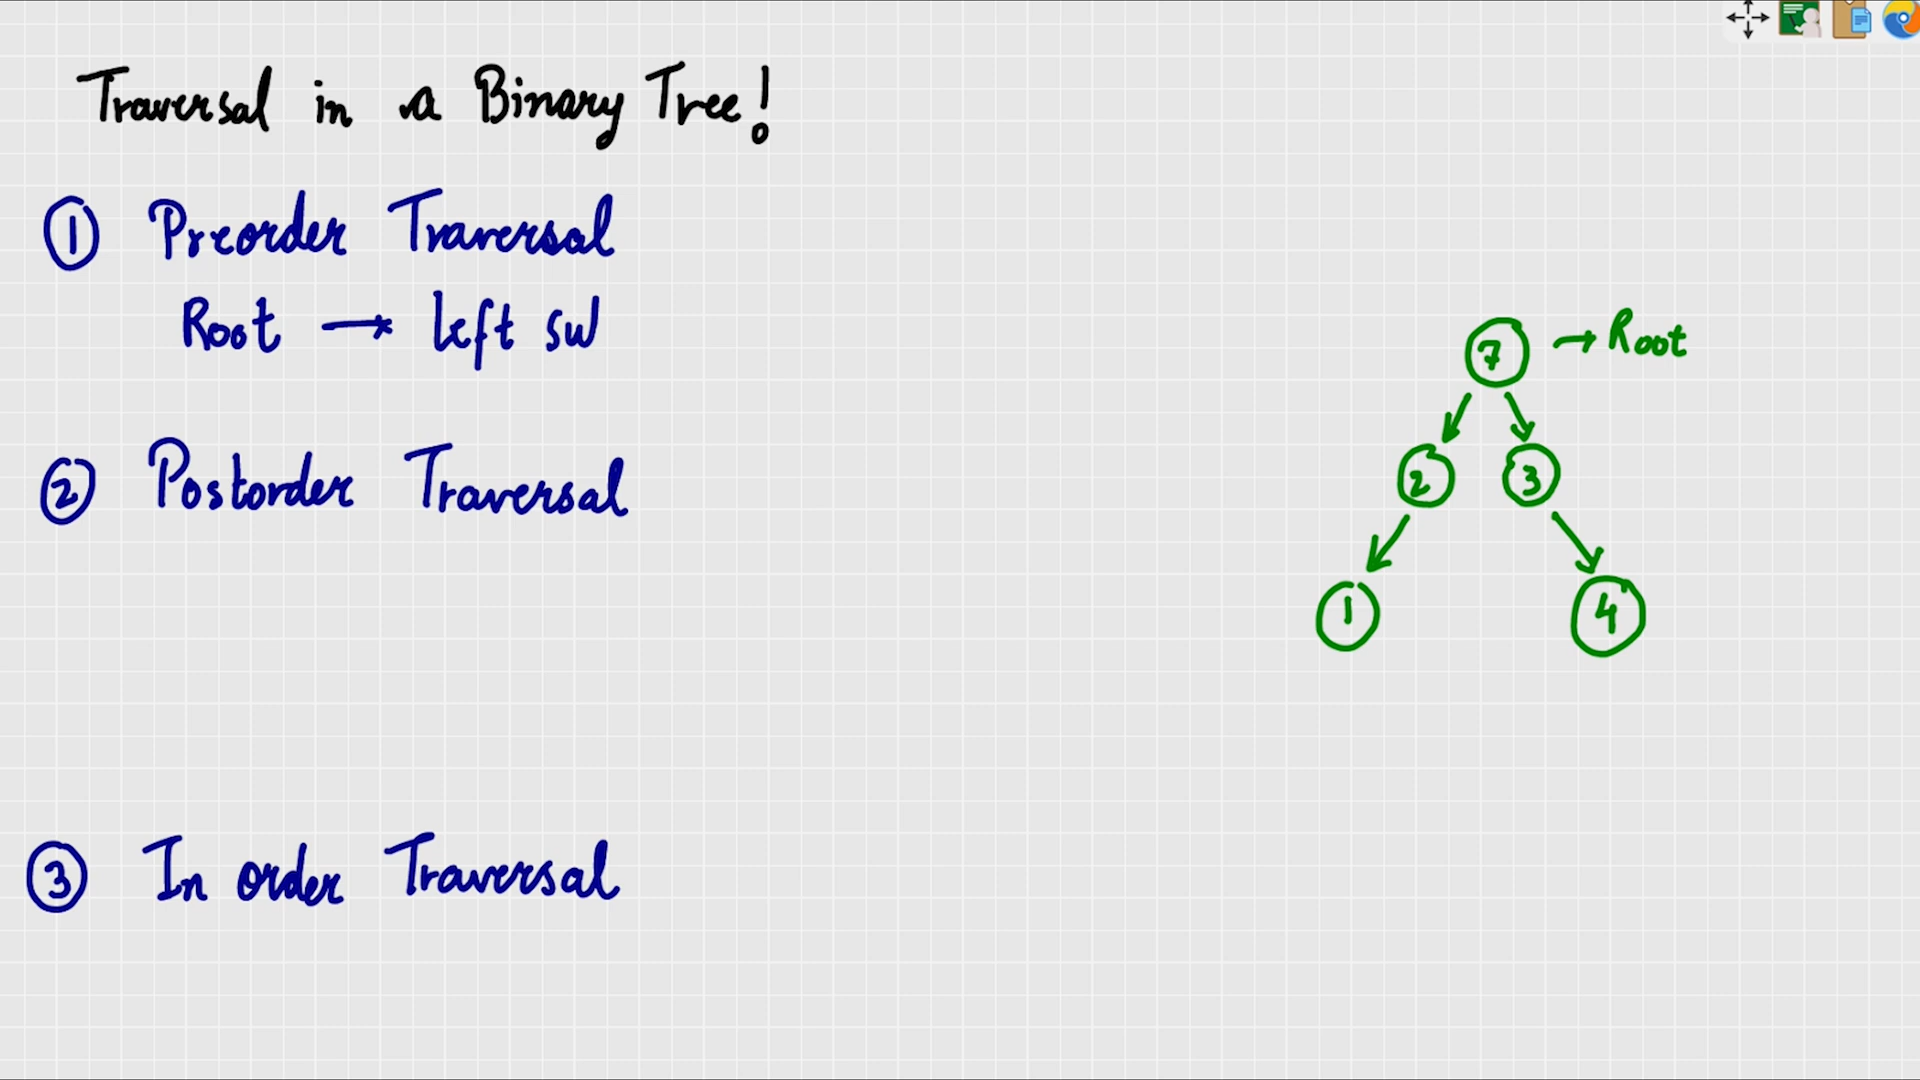 Traversal in a Binary Tree!
① Preorder Traversal
Root → left
② Postorder Traversal
③ In order Traversal
7 → Root
2 3
1 4